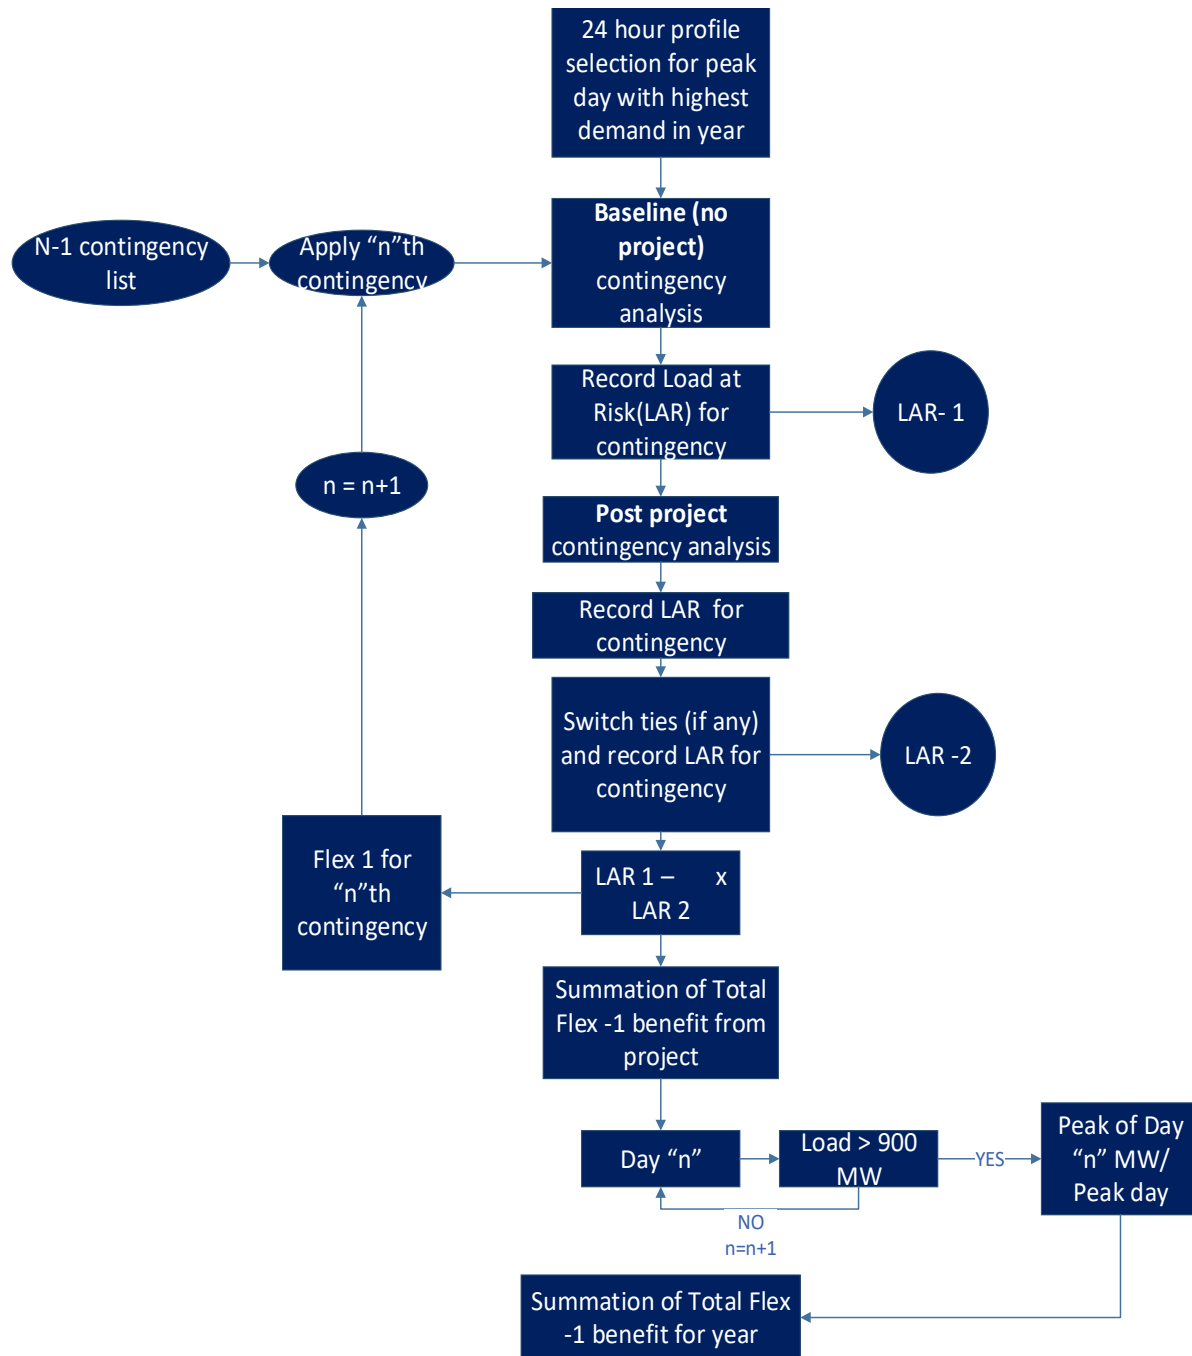 24 hour profile
selection for peak
day with highest
demand in year
N-1 contingency
list
Apply “n”th
contingency
Baseline (no
project)
contingency
analysis
Record Load at
Risk(LAR) for
contingency
LAR- 1
n = n+1
Post project
contingency analysis
Record LAR for
contingency
Switch ties (if any)
and record LAR for
contingency
LAR -2
Flex 1 for
“n”th
contingency
LAR 1 – x
LAR 2
Summation of Total
Flex -1 benefit from
project
Day “n”
Load > 900
MW
YES
Peak of Day
“n” MW/
Peak day
NO
n=n+1
Summation of Total Flex
-1 benefit for year